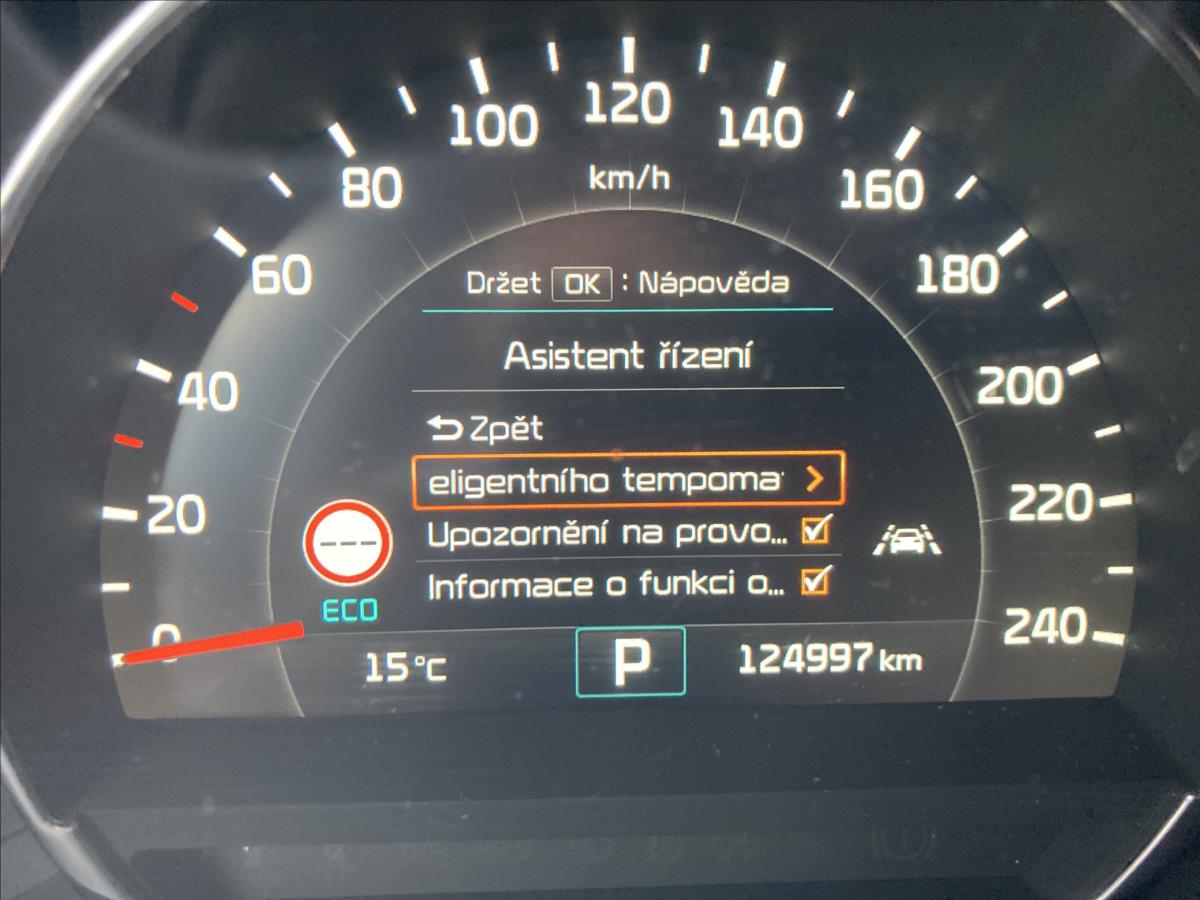 120
100
140
80
km/h
160
60
180
Držet OK : Nápověda
Asistent řízení
40
200
Zpět
eligentního tempoma
20
220
Upozornění na provo...
---
Informace o funkci o...
ECO
0
240
15°C
P
124997 km